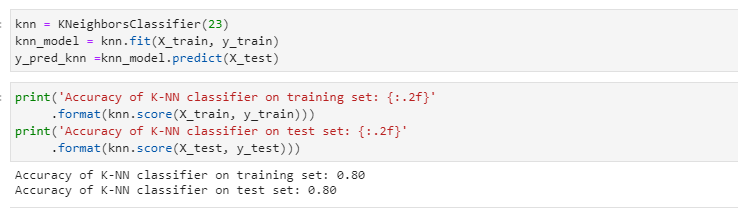 knn = KNeighborsClassifier(23)
knn_model = knn.fit(X_train, y_train)
y_pred_knn =knn_model.predict(X_test)
print('Accuracy of K-NN classifier on training set: {:.2f}'
     .format(knn.score(X_train, y_train)))
print('Accuracy of K-NN classifier on test set: {:.2f}'
     .format(knn.score(X_test, y_test)))
Accuracy of K-NN classifier on training set: 0.80
Accuracy of K-NN classifier on test set: 0.80